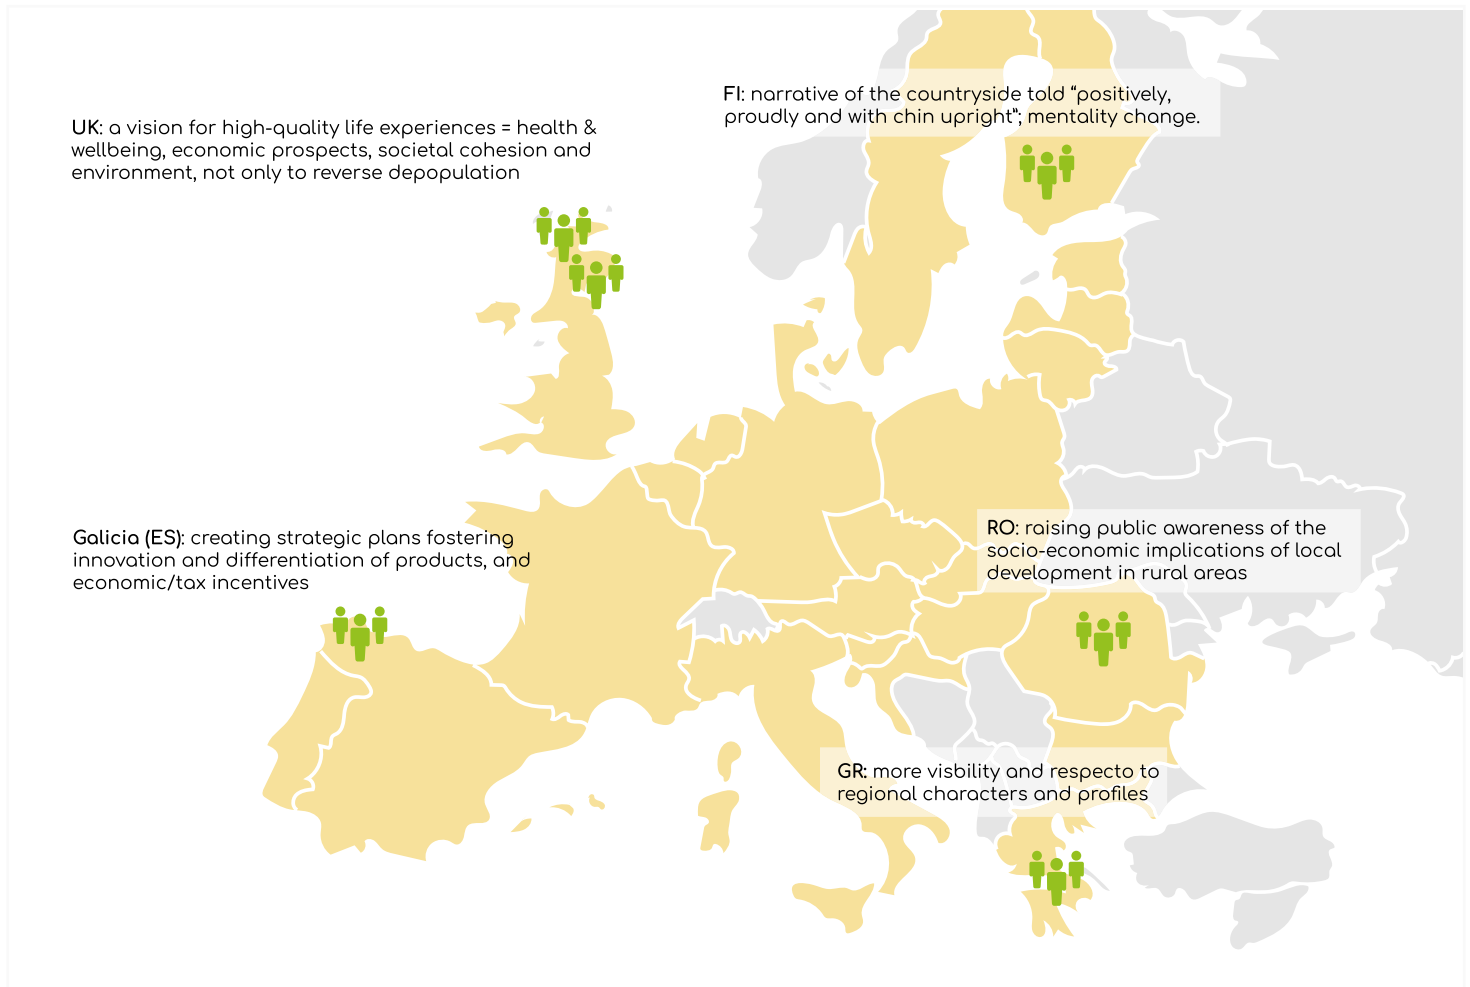 FI: narrative of the countryside told “positively,
proudly and with chin upright”; mentality change.
UK: a vision for high-quality life experiences = health &
wellbeing, economic prospects, societal cohesion and
environment, not only to reverse depopulation
Galicia (ES): creating strategic plans fostering
innovation and differentiation of products, and
economic/tax incentives
RO: raising public awareness of the
socio-economic implications of local
development in rural areas
GR: more visbility and respecto to
regional characters and profiles